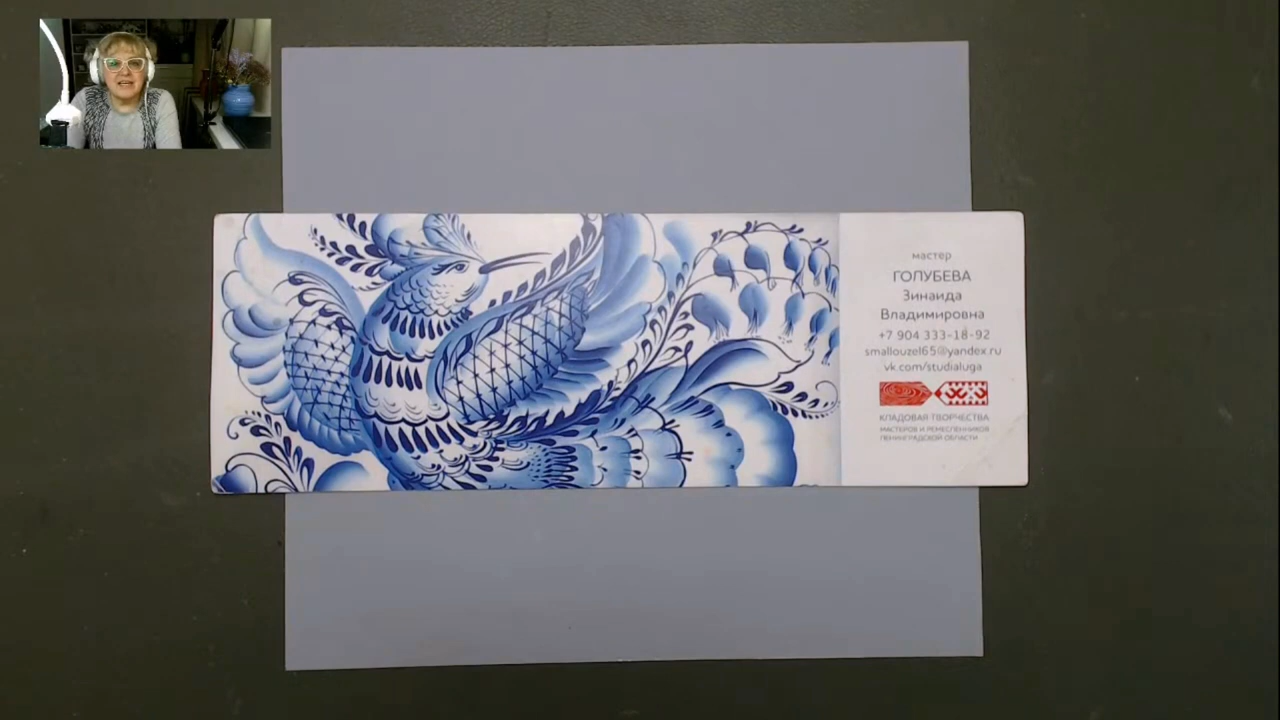 мастер
ГОЛУБЕВА
Зинаида
Владимировна
+7 904 333-18-92
smallouzel65@yandex.ru
vk.com/studialuga
КЛАДОВАЯ ТВОРЧЕСТВА
МАСТЕРОВ И РЕМЕСЛЕННИКОВ
ЛЕНИНГРАДСКОЙ ОБЛАСТИ